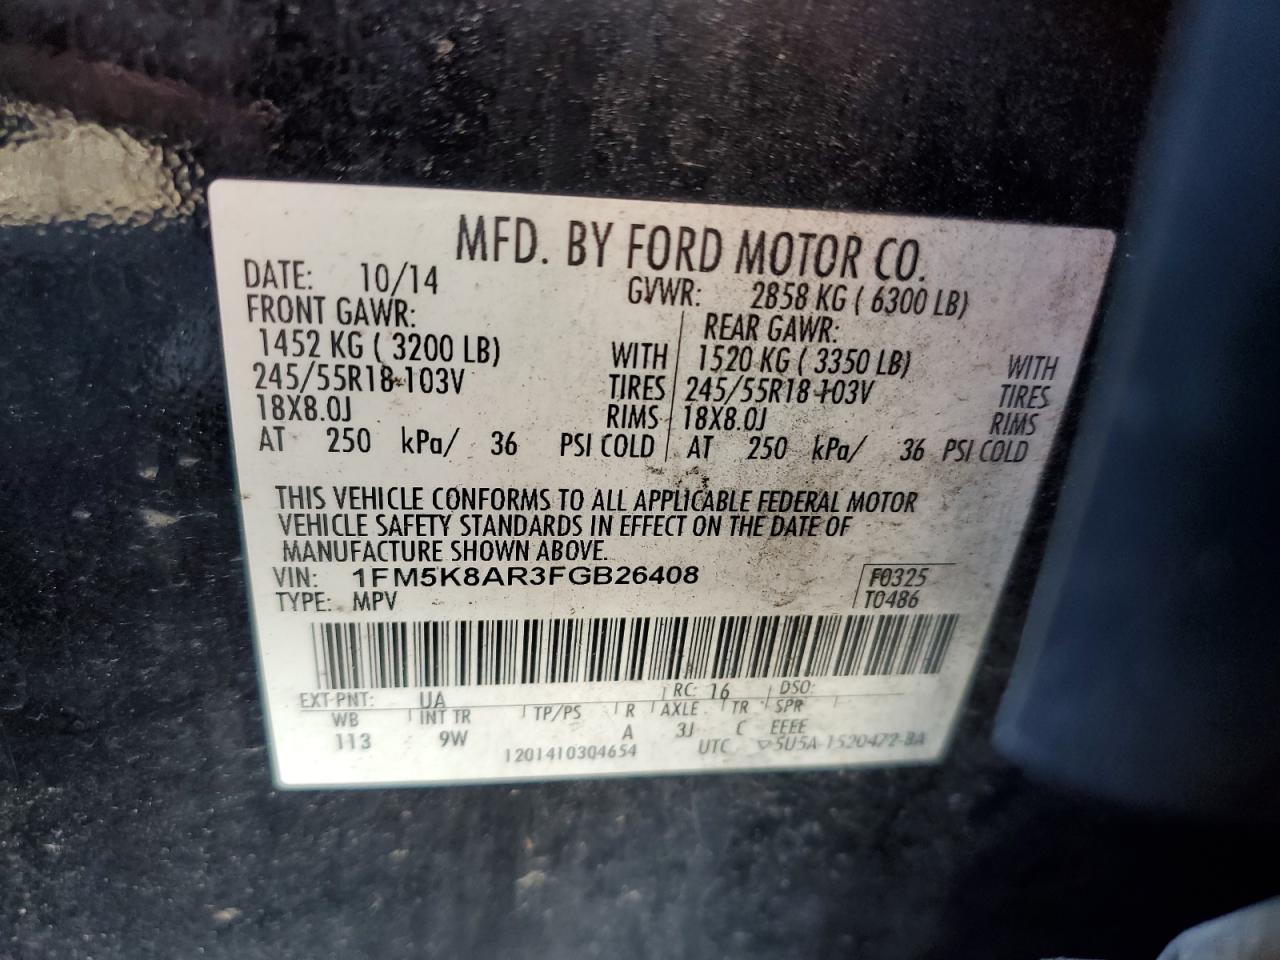 MFD. BY FORD MOTOR CO.
DATE: 10/14 GVWR: 2858 KG ( 6300 LB)
FRONT GAWR: REAR GAWR:
1452 KG ( 3200 LB) WITH 1520 KG ( 3350 LB) WITH
245/55R18-103V TIRES 245/55R18-103V TIRES
18X8.0J RIMS 18X8.0J RIMS
AT 250 kPa/ 36 PSI COLD AT 250 kPa/ 36 PSI COLD
THIS VEHICLE CONFORMS TO ALL APPLICABLE FEDERAL MOTOR
VEHICLE SAFETY STANDARDS IN EFFECT ON THE DATE OF
MANUFACTURE SHOWN ABOVE.
VIN: 1FM5K8AR3FGB26408 F0325
TYPE: MPV T0486
EXT PNT: UA RC: 16 DSO:
WB INT TR TP/PS R AXLE TR SPR
113 9W A 3J C EEEE
1201410304654 UTC 5U5A-1520472-BA